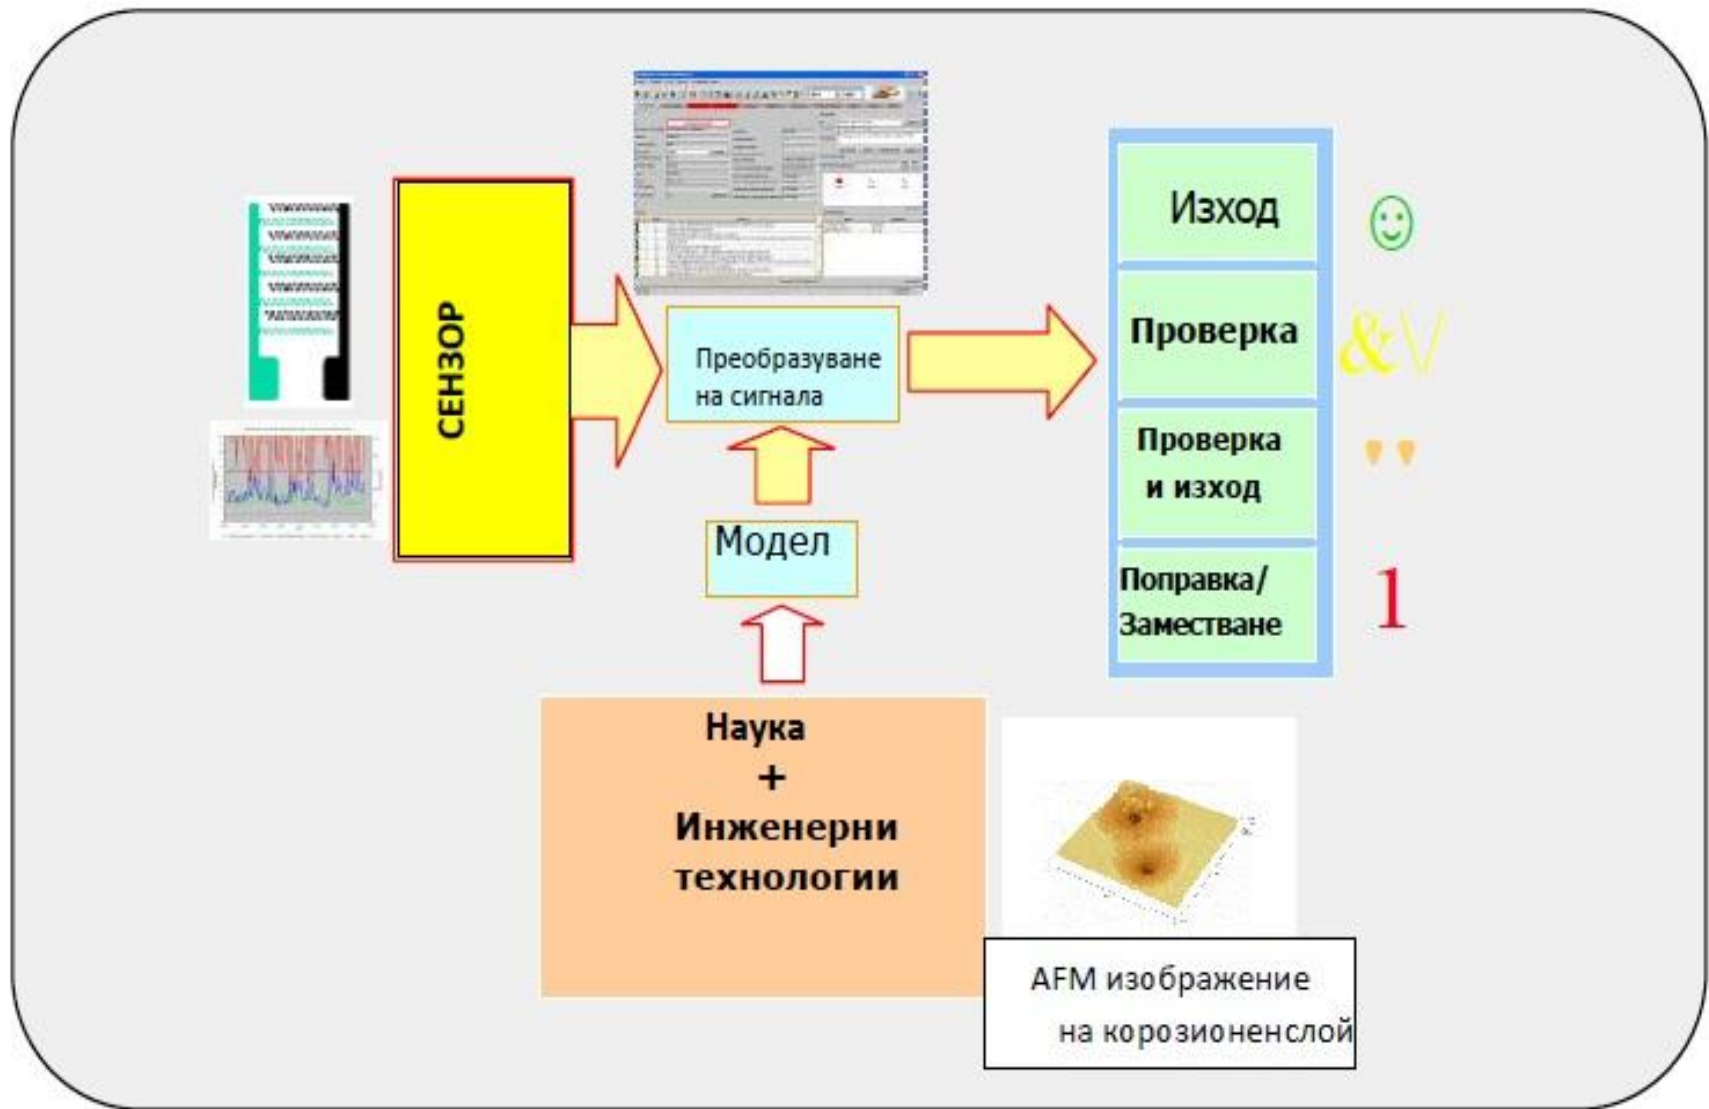 СЕНЗОР
Преобразуване
на сигнала
Модел
Наука
+
Инженерни
технологии
AFM изображение
на корозионенслой
Изход
☺
Проверка
&\/
Проверка
и изход
Поправка/
Заместване
1